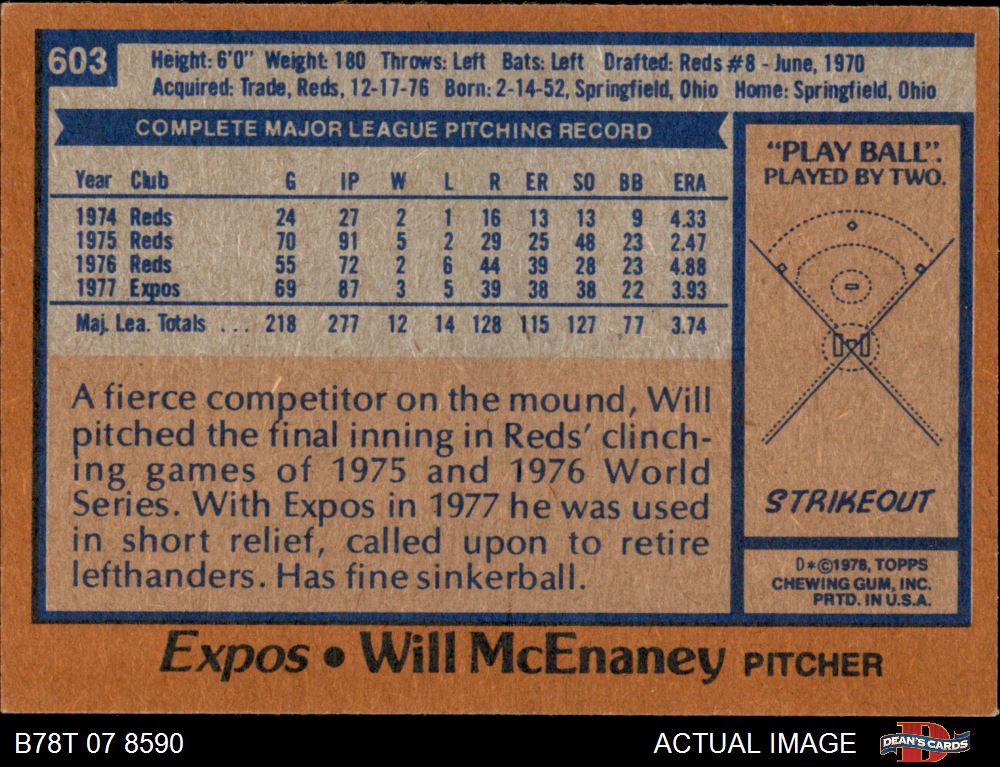 603
Height: 6'0" Weight: 180 Throws: Left Bats: Left Drafted: Reds #8 - June, 1970
Acquired: Trade, Reds, 12-17-76 Born: 2-14-52, Springfield, Ohio Home: Springfield, Ohio
COMPLETE MAJOR LEAGUE PITCHING RECORD
Year Club G IP W L R ER SO BB ERA
1974 Reds 24 27 2 1 16 13 13 9 4.33
1975 Reds 70 91 5 2 29 25 48 23 2.47
1976 Reds 55 72 2 6 44 39 28 23 4.88
1977 Expos 69 87 3 5 39 38 38 22 3.93
Maj. Lea. Totals ... 218 277 12 14 128 115 127 77 3.74
A fierce competitor on the mound, Will
pitched the final inning in Reds' clinch-
ing games of 1975 and 1976 World
Series. With Expos in 1977 he was used
in short relief, called upon to retire
lefthanders. Has fine sinkerball.
"PLAY BALL".
PLAYED BY TWO.
STRIKEOUT
D*©1978, TOPPS
CHEWING GUM, INC.
PRTD. IN U.S.A.
Expos • Will McEnaney PITCHER
B78T 07 8590
ACTUAL IMAGE
DEAN'S CARDS